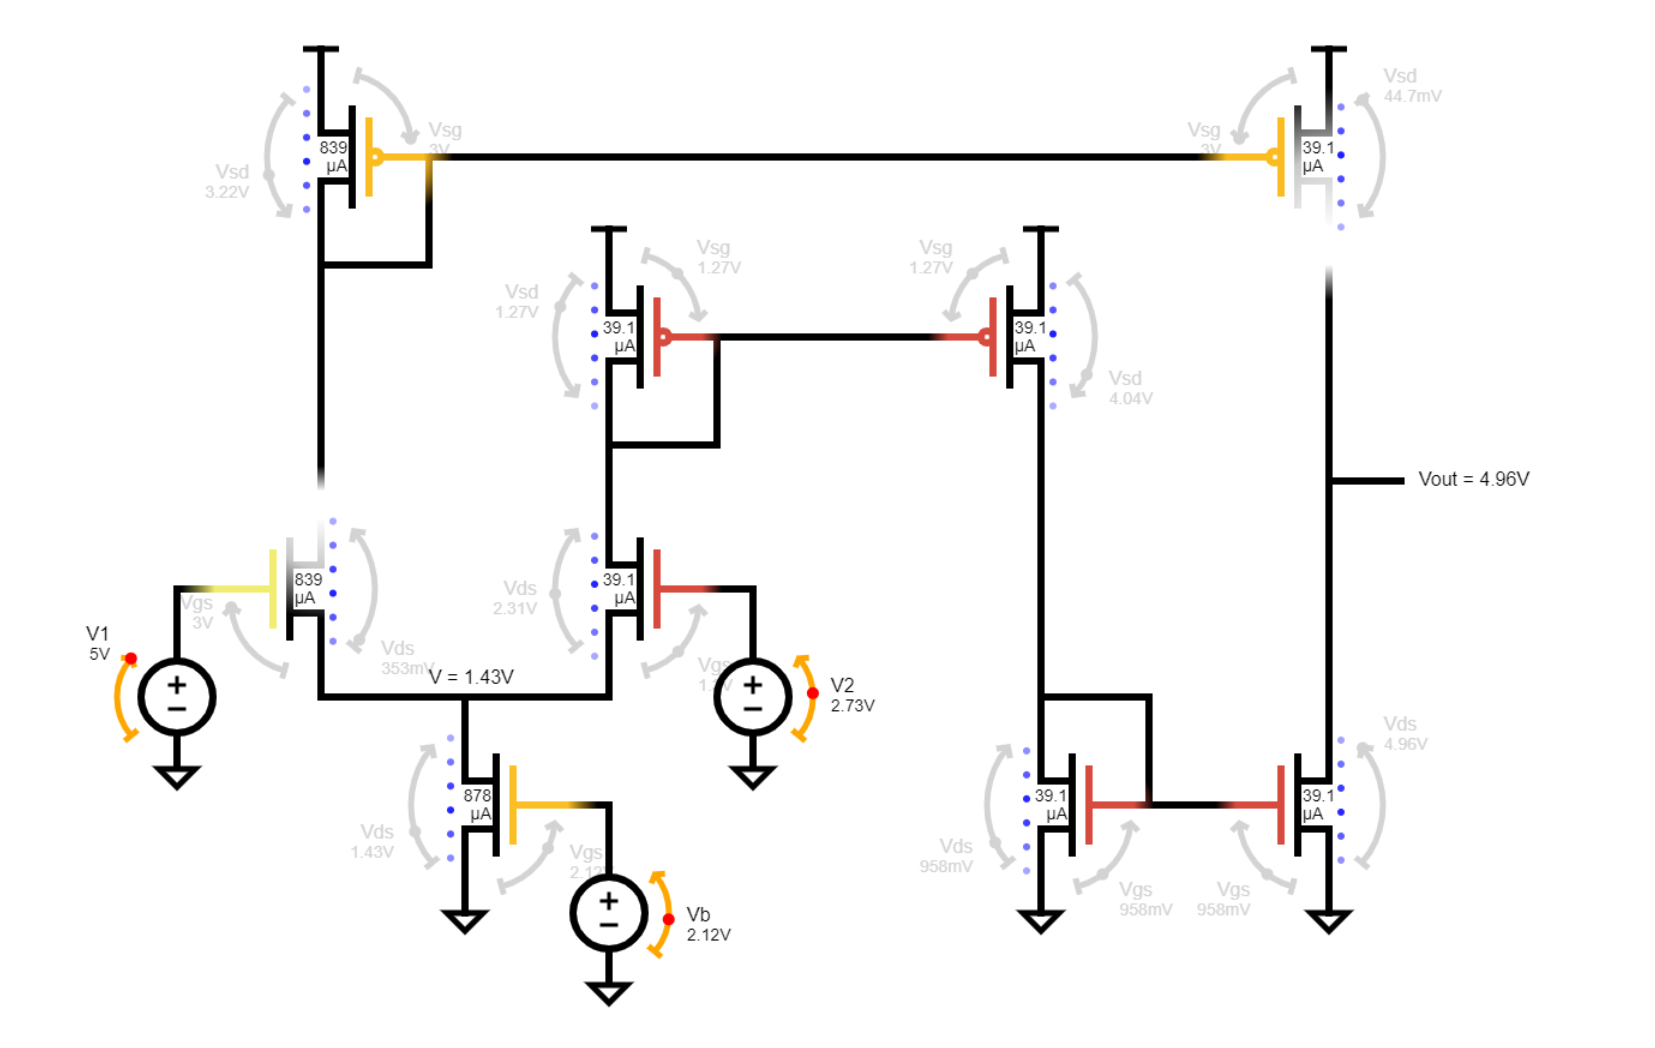 Vsg
3V
839
µA
Vsd
3.22V
Vsg
3V
39.1
µA
Vsd
44.7mV
Vsg
1.27V
Vsd
1.27V
39.1
µA
Vsg
1.27V
39.1
µA
Vsd
4.04V
Vout = 4.96V
839
µA
Vgs
3V
Vds
353mV
V = 1.43V
V1
5V
+
−
Vds
2.31V
39.1
µA
Vgs
+
−
V2
2.73V
Vds
1.43V
878
µA
Vgs
2.12V
+
−
Vb
2.12V
39.1
µA
Vds
958mV
Vgs
958mV
Vgs
958mV
39.1
µA
Vds
4.96V